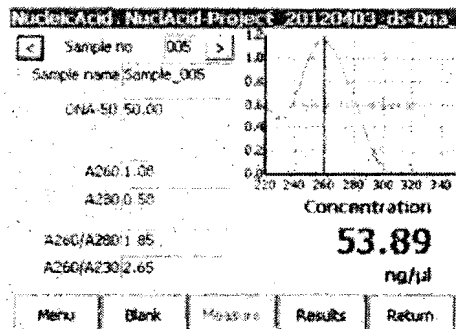 NucleicAcid NuclAcid-Project 20120403 ds-Dna
< Sample no 005 >
Sample name Sample_005
DNA-50 50.00
A260 1.08
A280 0.58
A260/A280 1.85
A260/A230 2.65
1.2
1.0
0.8
0.6
0.4
0.2
0.0
220 240 260 280 300 320 340
Concentration
53.89
ng/µl
Menu Blank Measure Results Return